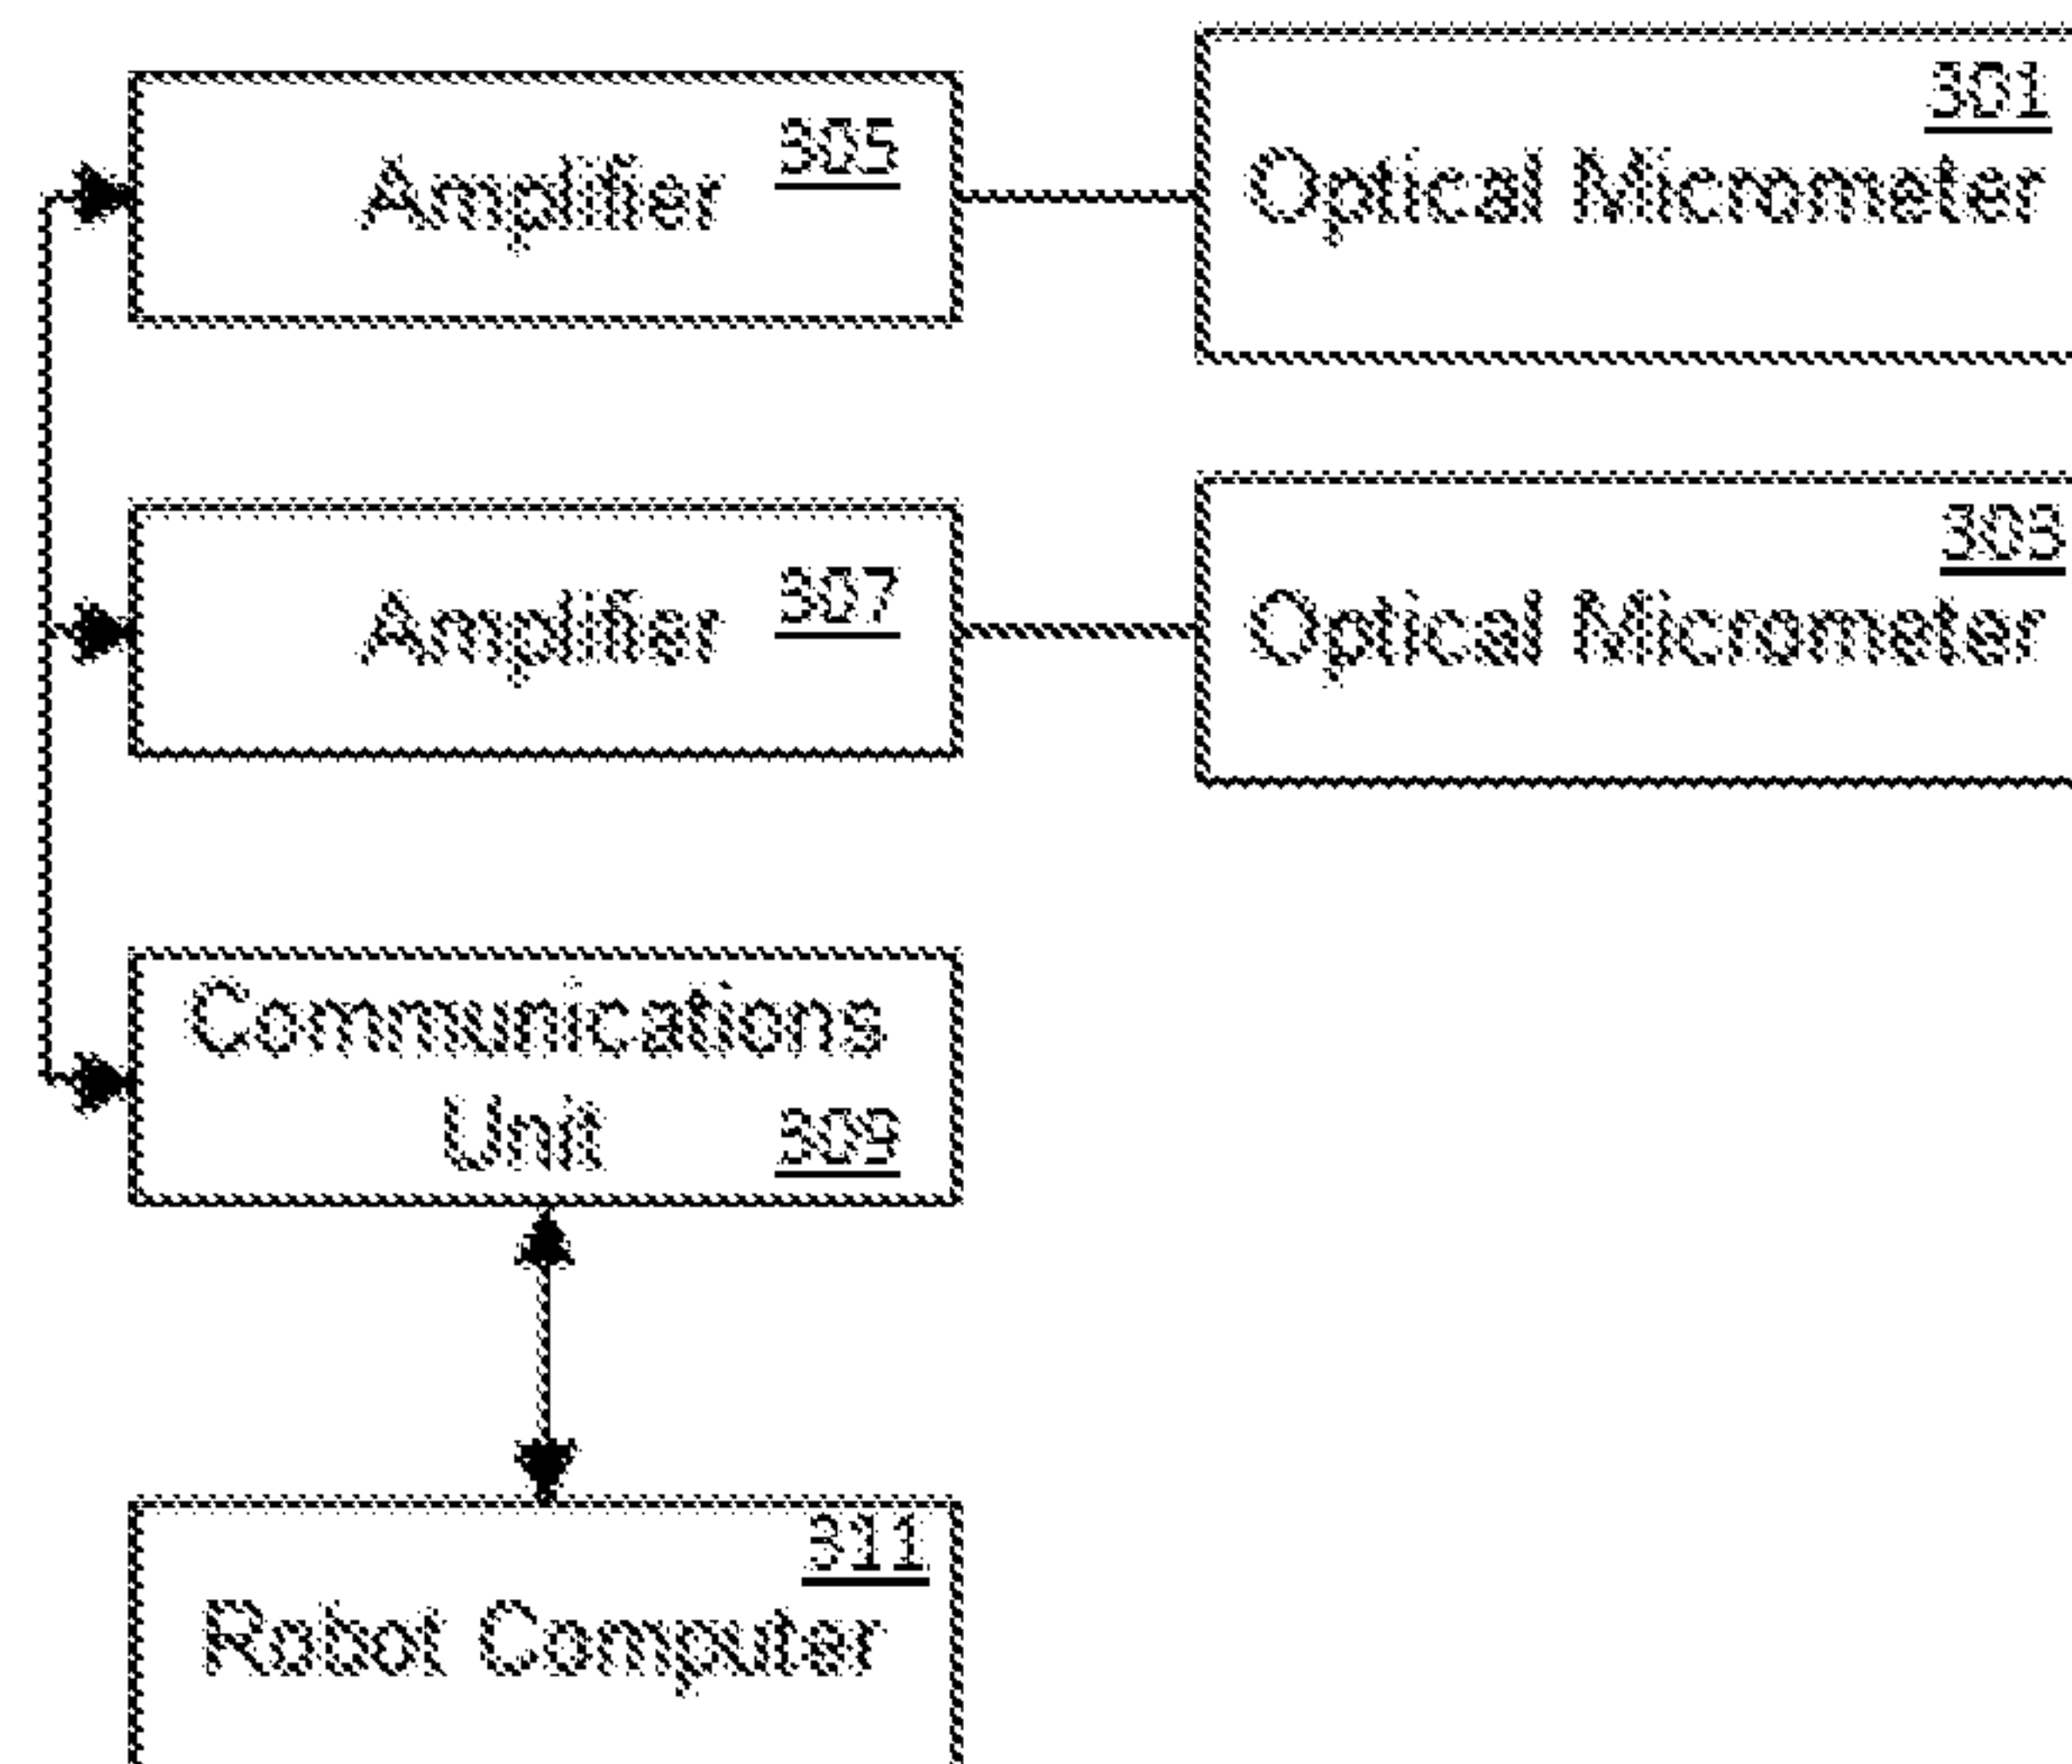 305
Amplifier
301
Optical Micrometer
307
Amplifier
303
Optical Micrometer
Communications
Unit 309
311
Robot Computer